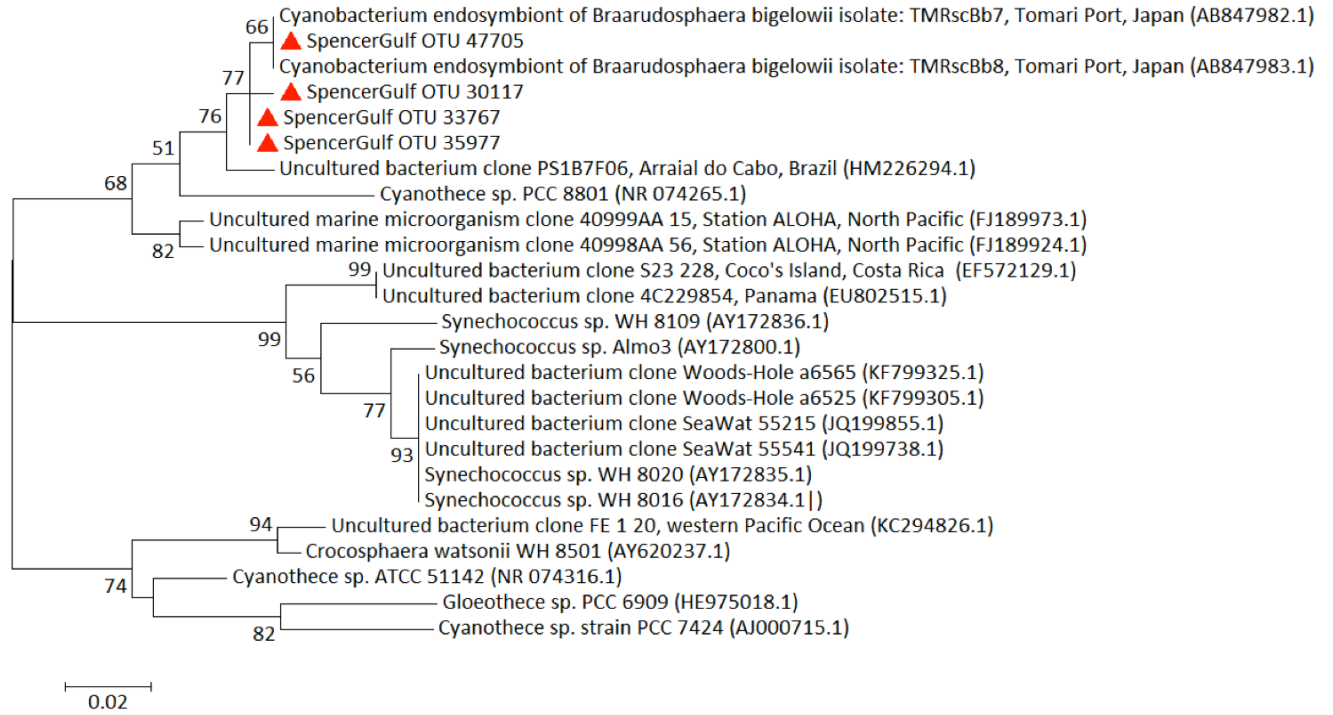 Cyanobacterium endosymbiont of Braarudosphaera bigelowii isolate: TMRscBb7, Tomari Port, Japan (AB847982.1)
66
SpencerGulf OTU 47705
Cyanobacterium endosymbiont of Braarudosphaera bigelowii isolate: TMRscBb8, Tomari Port, Japan (AB847983.1)
77
SpencerGulf OTU 30117
76
SpencerGulf OTU 33767
SpencerGulf OTU 35977
51
Uncultured bacterium clone PS1B7F06, Arraial do Cabo, Brazil (HM226294.1)
68
Cyanothece sp. PCC 8801 (NR 074265.1)
Uncultured marine microorganism clone 40999AA 15, Station ALOHA, North Pacific (FJ189973.1)
82
Uncultured marine microorganism clone 40998AA 56, Station ALOHA, North Pacific (FJ189924.1)
99
Uncultured bacterium clone S23 228, Coco's Island, Costa Rica (EF572129.1)
Uncultured bacterium clone 4C229854, Panama (EU802515.1)
Synechococcus sp. WH 8109 (AY172836.1)
99
Synechococcus sp. Almo3 (AY172800.1)
56
Uncultured bacterium clone Woods-Hole a6565 (KF799325.1)
Uncultured bacterium clone Woods-Hole a6525 (KF799305.1)
77
Uncultured bacterium clone SeaWat 55215 (JQ199855.1)
Uncultured bacterium clone SeaWat 55541 (JQ199738.1)
93
Synechococcus sp. WH 8020 (AY172835.1)
Synechococcus sp. WH 8016 (AY172834.1|)
94
Uncultured bacterium clone FE 1 20, western Pacific Ocean (KC294826.1)
Crocosphaera watsonii WH 8501 (AY620237.1)
74
Cyanothece sp. ATCC 51142 (NR 074316.1)
Gloeothece sp. PCC 6909 (HE975018.1)
82
Cyanothece sp. strain PCC 7424 (AJ000715.1)
0.02